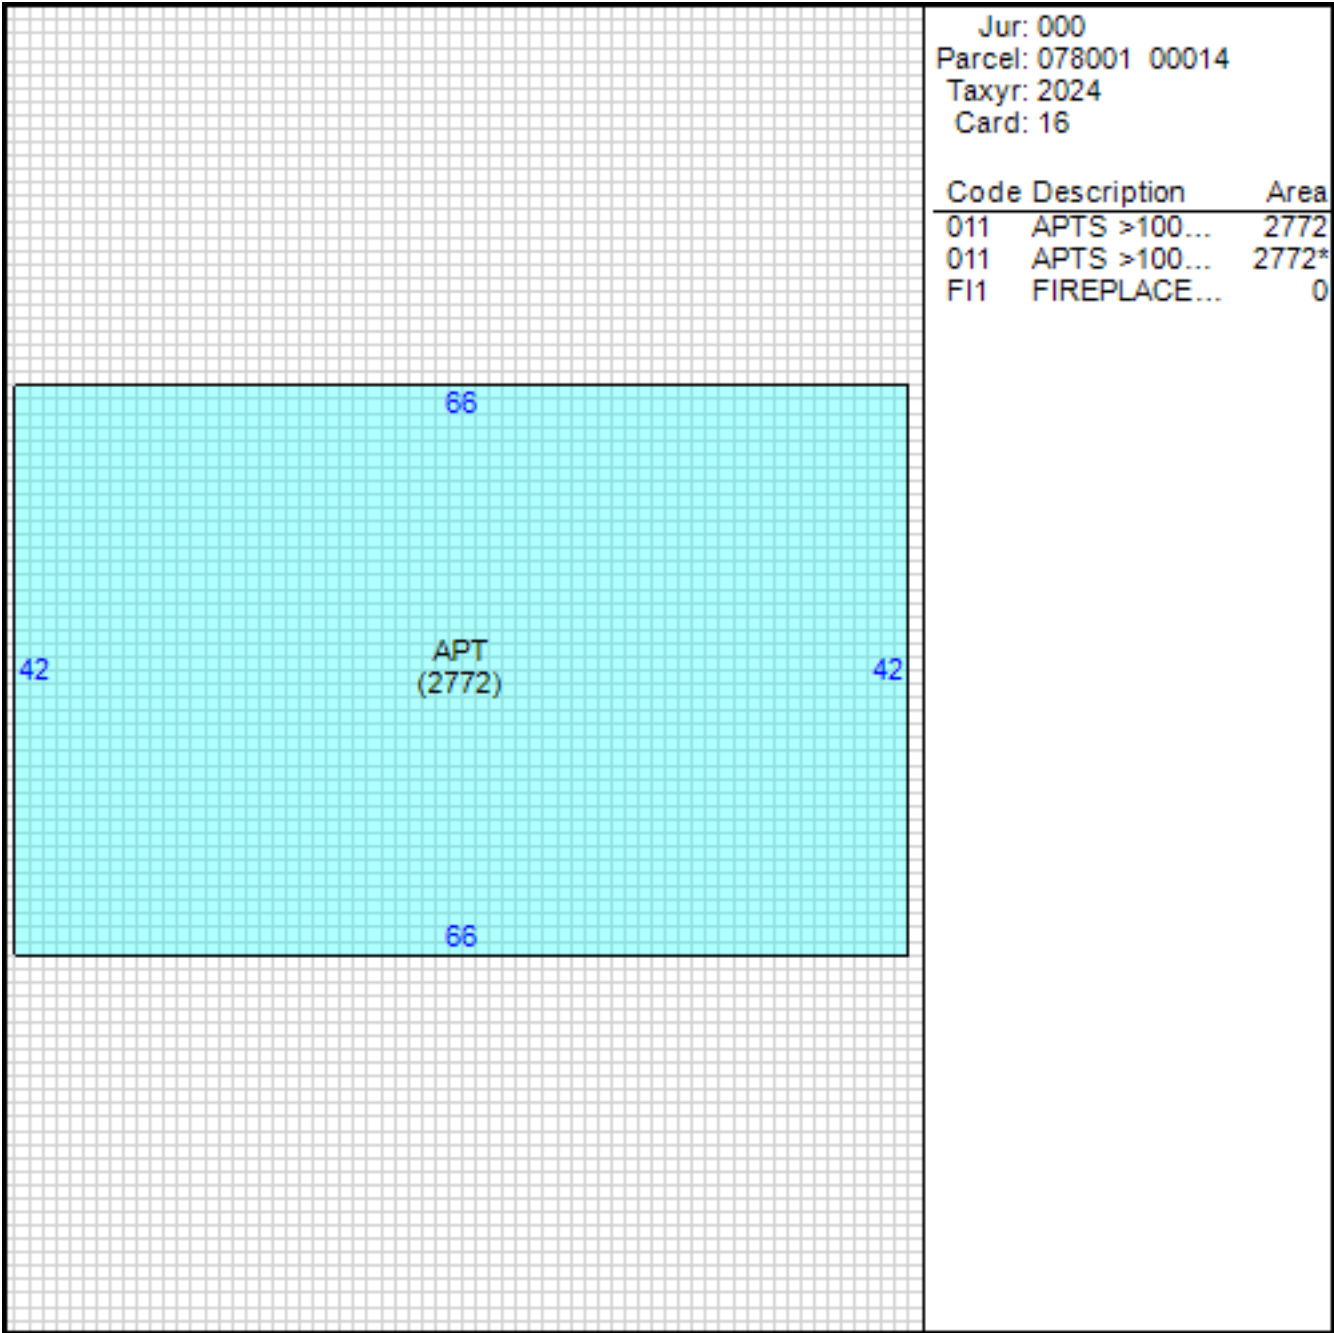 Jur: 000
Parcel: 078001 00014
Taxyr: 2024
Card: 16
Code Description Area
011 APTS >100... 2772
011 APTS >100... 2772*
FI1 FIREPLACE... 0
66
42
APT
(2772)
42
66